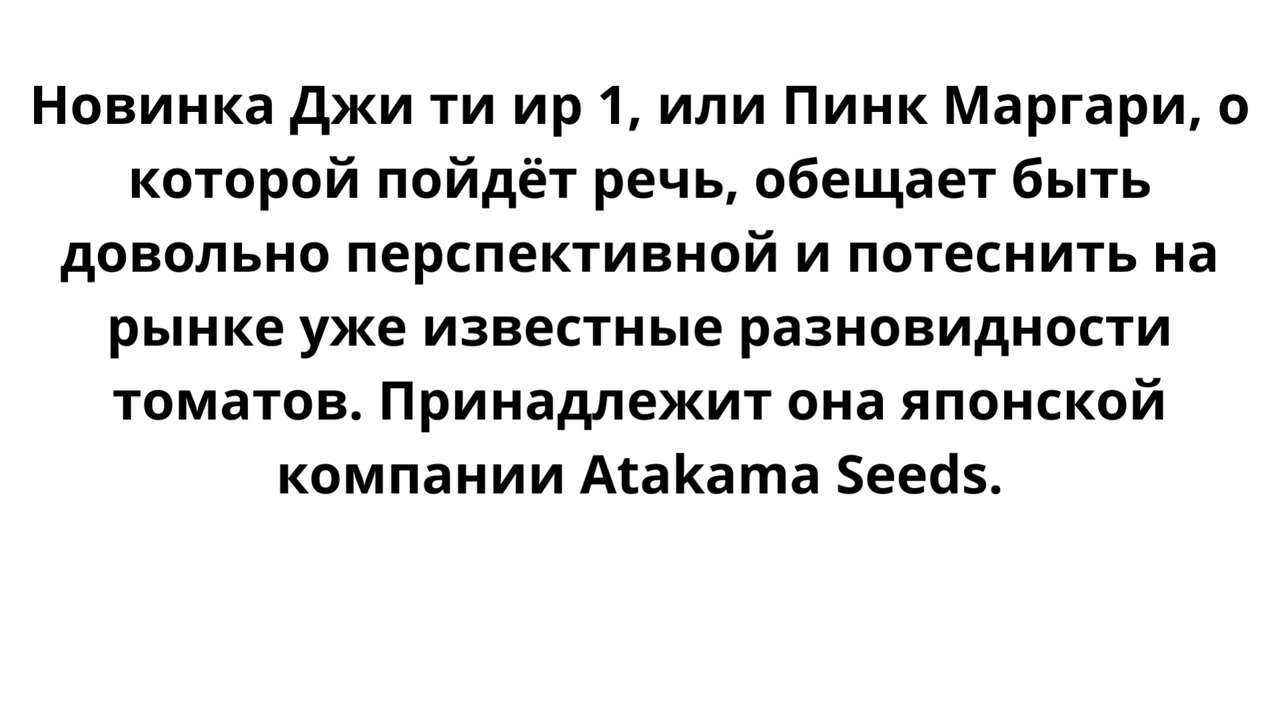 Новинка Джи ти ир 1, или Пинк Маргари, о
которой пойдёт речь, обещает быть
довольно перспективной и потеснить на
рынке уже известные разновидности
томатов. Принадлежит она японской
компании Atakama Seeds.